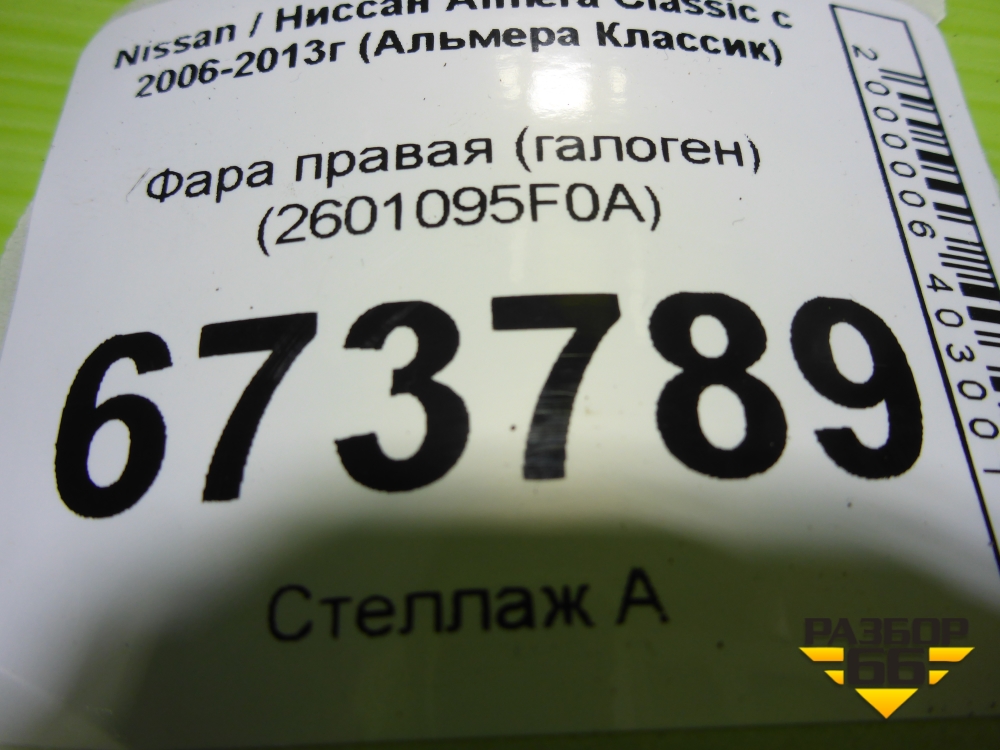 Nissan / Ниссан Almera Classic с
2006-2013г (Альмера Классик)
Фара правая (галоген)
(2601095F0A)
673789
Стеллаж А
2000006403001
РАЗБОР
66